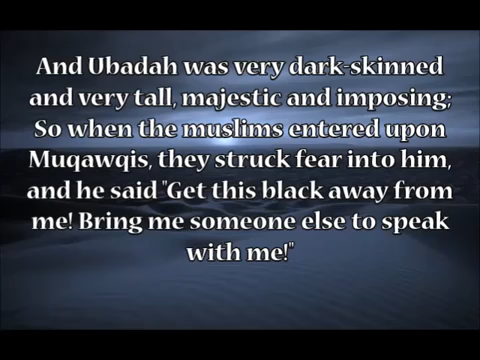 And Ubadah was very dark-skinned
and very tall, majestic and imposing;
So when the muslims entered upon
Muqawqis, they struck fear into him,
and he said "Get this black away from
me! Bring me someone else to speak
with me!"